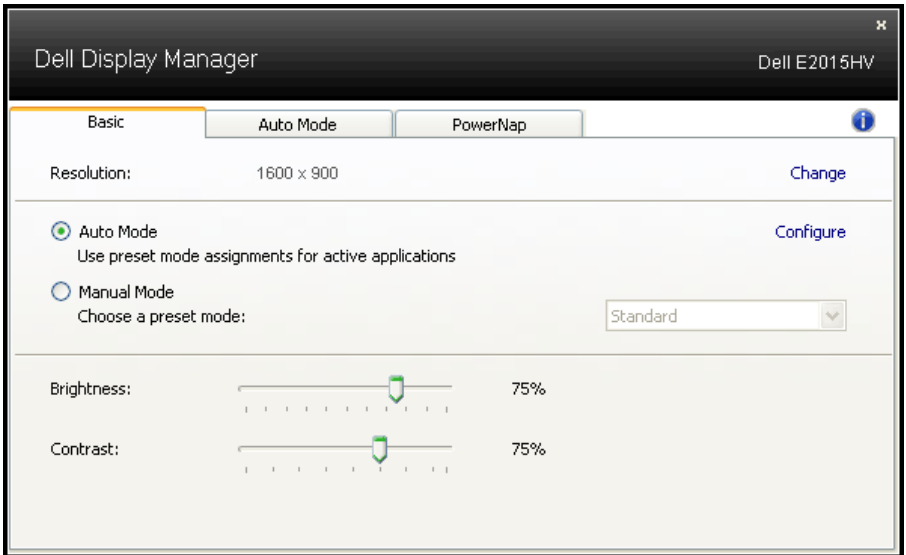 x
Dell Display Manager
Dell E2015HV
Basic
Auto Mode
PowerNap
i
Resolution: 1600 x 900 Change
Auto Mode Configure
Use preset mode assignments for active applications
Manual Mode
Choose a preset mode: Standard
Brightness: 75%
Contrast: 75%